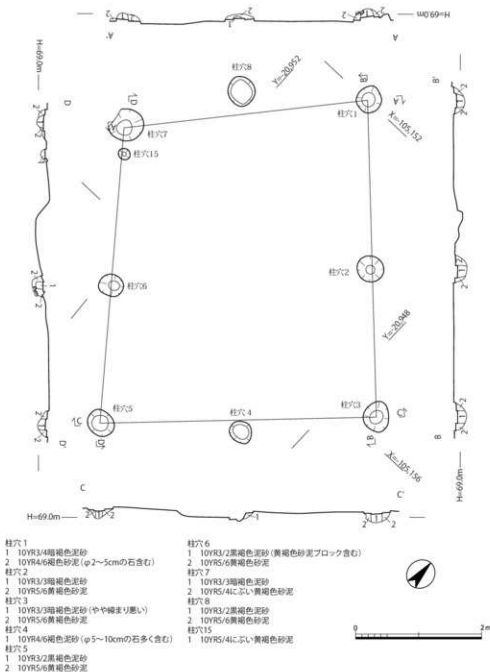 H=69.0m
A' A
H=69.0m
柱穴8
Y=-20,952
柱穴1
X=-105,152
柱穴7
柱穴15
柱穴2
柱穴6
Y=-20,948
柱穴5
柱穴4
柱穴3
X=-105,156
D
D'
B'
B
H=69.0m
C C'
H=69.0m
柱穴1
1 10YR3/4暗褐色泥砂
2 10YR4/6褐色砂泥(φ2～5cmの石含む)
柱穴2
1 10YR3/3暗褐色泥砂
2 10YR5/6黄褐色砂泥
柱穴3
1 10YR3/3暗褐色泥砂(やや締まり悪い)
2 10YR5/6黄褐色砂泥
柱穴4
1 10YR4/6褐色泥砂(φ5～10cmの石多く含む)
柱穴5
1 10YR3/2黒褐色泥砂
2 10YR5/6黄褐色砂泥
柱穴6
1 10YR3/2黒褐色泥砂(黄褐色砂泥ブロック含む)
2 10YR5/6黄褐色砂泥
柱穴7
1 10YR3/3暗褐色泥砂
2 10YR5/4にぶい黄褐色砂泥
柱穴8
1 10YR3/2黒褐色泥砂
2 10YR5/6黄褐色砂泥
柱穴15
1 10YR5/4にぶい黄褐色砂泥
0 2m